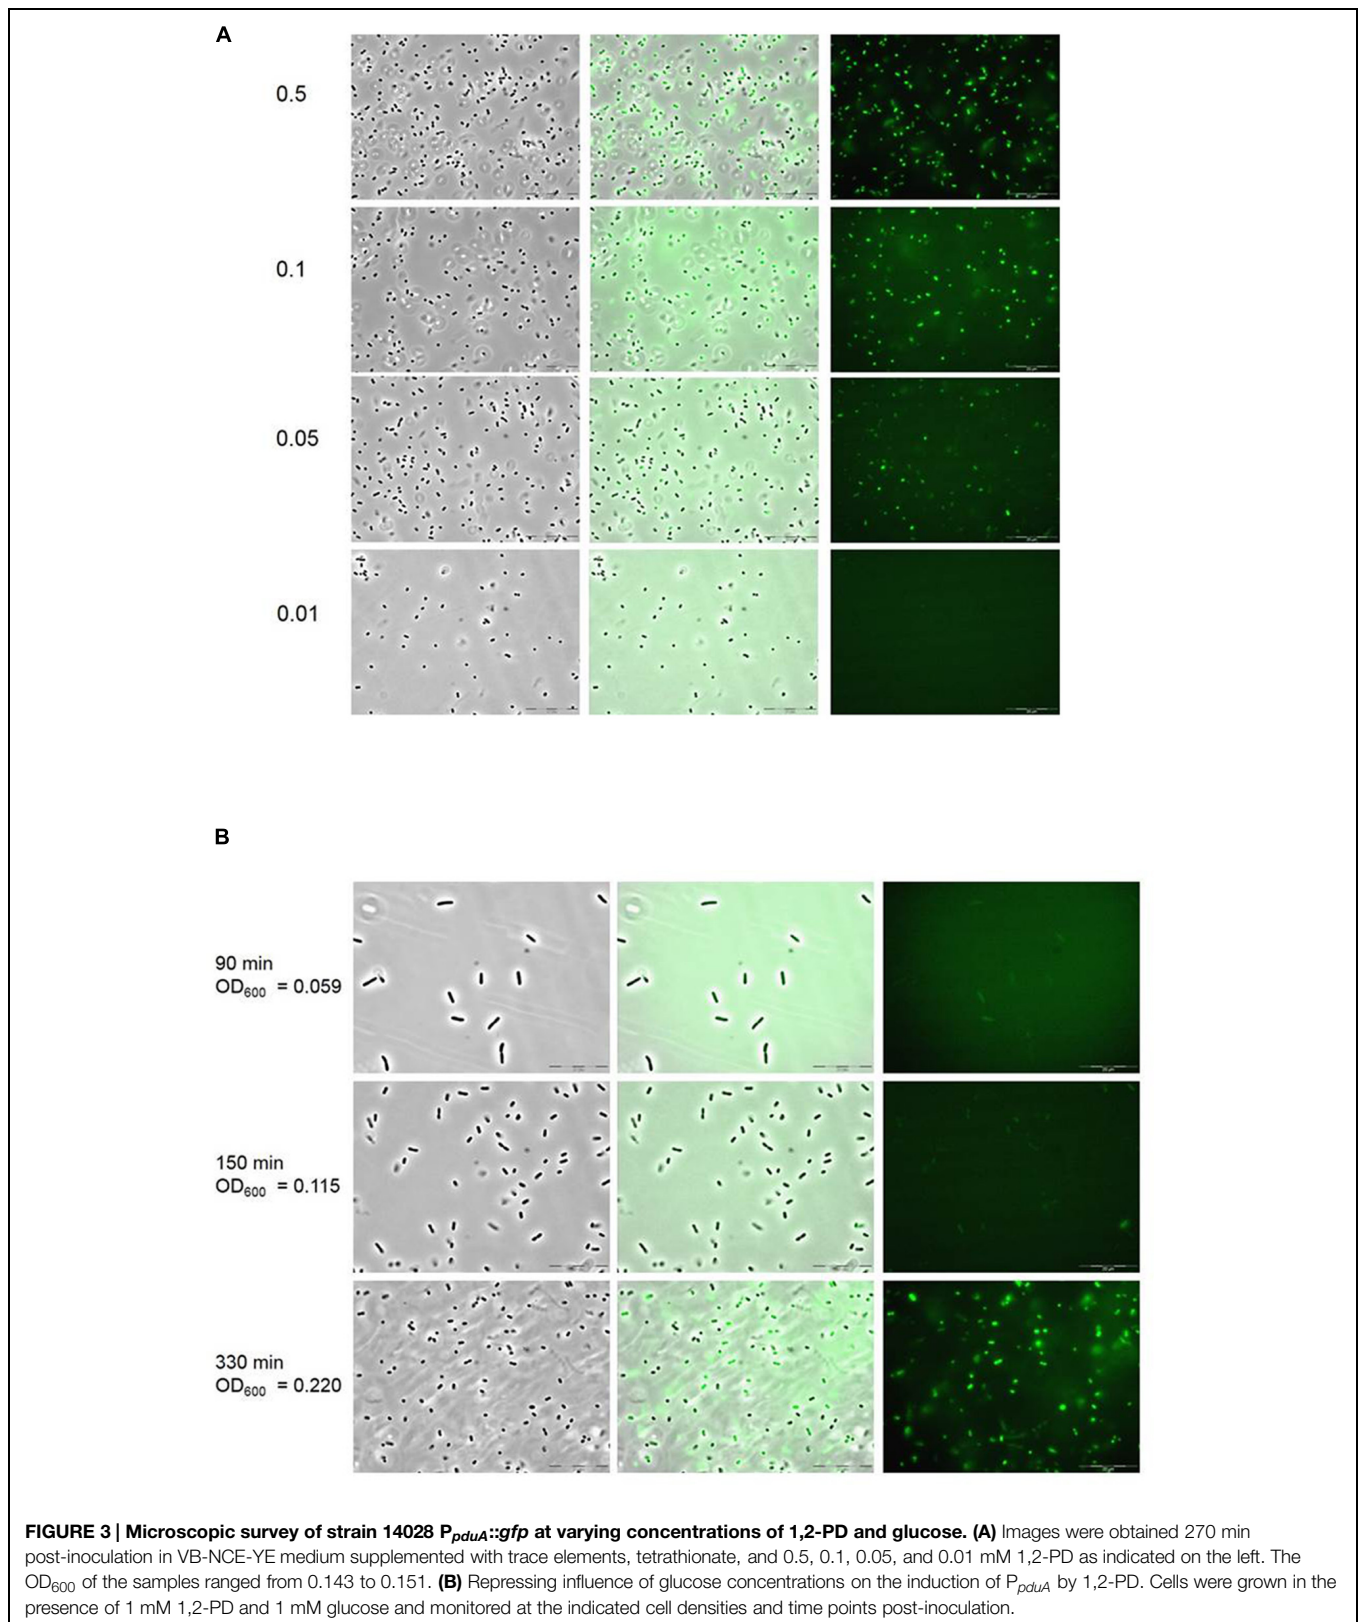 A
0.5
0.1
0.05
0.01
B
90 min
OD600 = 0.059
150 min
OD600 = 0.115
330 min
OD600 = 0.220
FIGURE 3 | Microscopic survey of strain 14028 PpduA::gfp at varying concentrations of 1,2-PD and glucose. (A) Images were obtained 270 min
post-inoculation in VB-NCE-YE medium supplemented with trace elements, tetrathionate, and 0.5, 0.1, 0.05, and 0.01 mM 1,2-PD as indicated on the left. The
OD600 of the samples ranged from 0.143 to 0.151. (B) Repressing influence of glucose concentrations on the induction of PpduA by 1,2-PD. Cells were grown in the
presence of 1 mM 1,2-PD and 1 mM glucose and monitored at the indicated cell densities and time points post-inoculation.